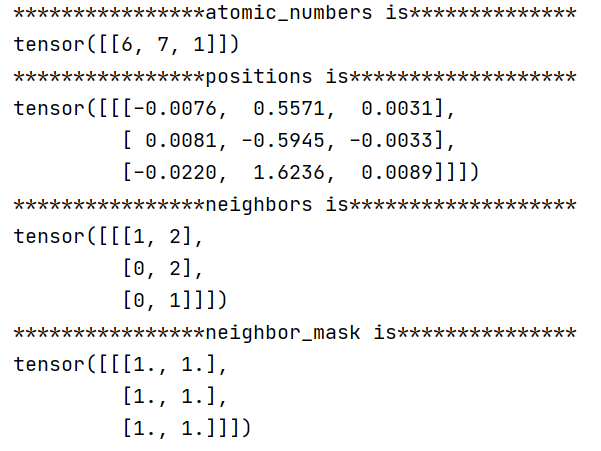 ****************atomic_numbers is**************
tensor([[6, 7, 1]])
****************positions is*******************
tensor([[[-0.0076,  0.5571,  0.0031],
         [ 0.0081, -0.5945, -0.0033],
         [-0.0220,  1.6236,  0.0089]]])
****************neighbors is*******************
tensor([[[1, 2],
         [0, 2],
         [0, 1]]])
****************neighbor_mask is***************
tensor([[[1., 1.],
         [1., 1.],
         [1., 1.]]])